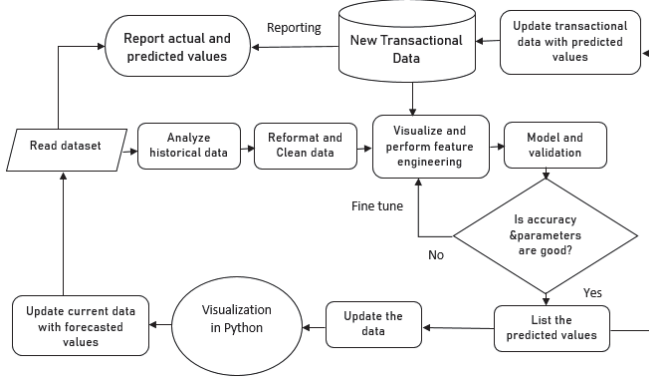 Report actual and
predicted values
Reporting
New Transactional
Data
Update transactional
data with predicted
values
Read dataset
Analyze
historical data
Reformat and
Clean data
Visualize and
perform feature
engineering
Model and
validation
Fine tune
No
Is accuracy
&parameters
are good?
Yes
Update current data
with forecasted
values
Visualization
in Python
Update the
data
List the
predicted values